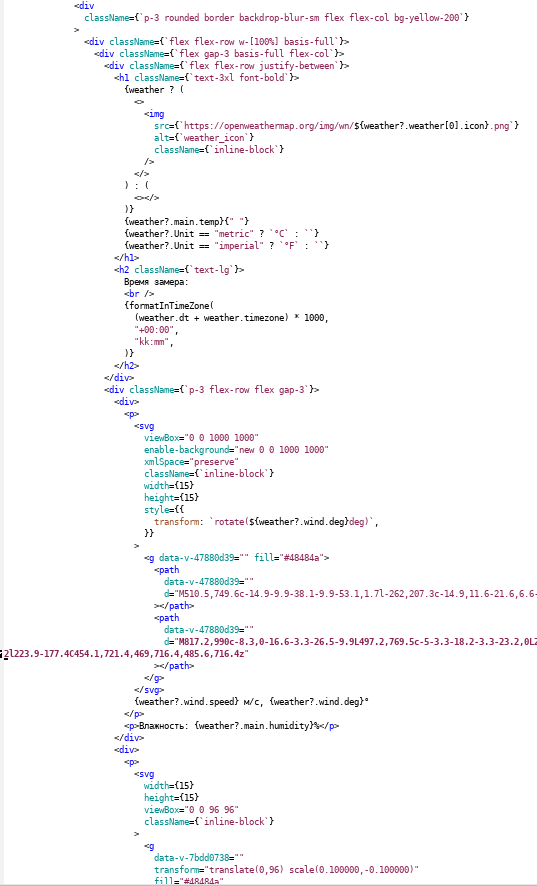 <div
className={`p-3 rounded border backdrop-blur-sm flex flex-col bg-yellow-200`}
>
<div className={`flex flex-row w-[100%] basis-full`}>
<div className={`flex gap-3 basis-full flex-col`}>
<div className={`flex flex-row justify-between`}>
<h1 className={`text-3xl font-bold`}>
{weather ? (
<>
<img
src={`https://openweathermap.org/img/wn/${weather?.weather[0].icon}.png`}
alt={`weather_icon`}
className={`inline-block`}
/>
</>
) : (
<></>
)}
{weather?.main.temp}{" "}
{weather?.Unit == "metric" ? `°C` : ``}
{weather?.Unit == "imperial" ? `°F` : ``}
</h1>
<h2 className={`text-lg`}>
Время замера:
<br />
{formatInTimeZone(
(weather.dt + weather.timezone) * 1000,
"+00:00",
"kk:mm",
)}
</h2>
</div>
<div className={`p-3 flex-row flex gap-3`}>
<div>
<p>
<svg
viewBox="0 0 1000 1000"
enable-background="new 0 0 1000 1000"
xmlSpace="preserve"
className={`inline-block`}
width={15}
height={15}
style={{
transform: `rotate(${weather?.wind.deg}deg)`,
}}
>
<g data-v-47880d39="" fill="#48484a">
<path
data-v-47880d39=""
d="M510.5,749.6c-14.9-9.9-38.1-9.9-53.1,1.7l-262,207.3c-14.9,11.6-21.6,6.6-
></path>
<path
data-v-47880d39=""
d="M817.2,990c-8.3,0-16.6-3.3-26.5-9.9L497.2,769.5c-5-3.3-18.2-3.3-23.2,0L2
2l223.9-177.4C454.1,721.4,469,716.4,485.6,716.4z"
></path>
</g>
</svg>
{weather?.wind.speed} м/с, {weather?.wind.deg}°
</p>
<p>Влажность: {weather?.main.humidity}%</p>
</div>
<div>
<p>
<svg
width={15}
height={15}
viewBox="0 0 96 96"
className={`inline-block`}
>
<g
data-v-7bdd0738=""
transform="translate(0,96) scale(0.100000,-0.100000)"
fill="#48484a"